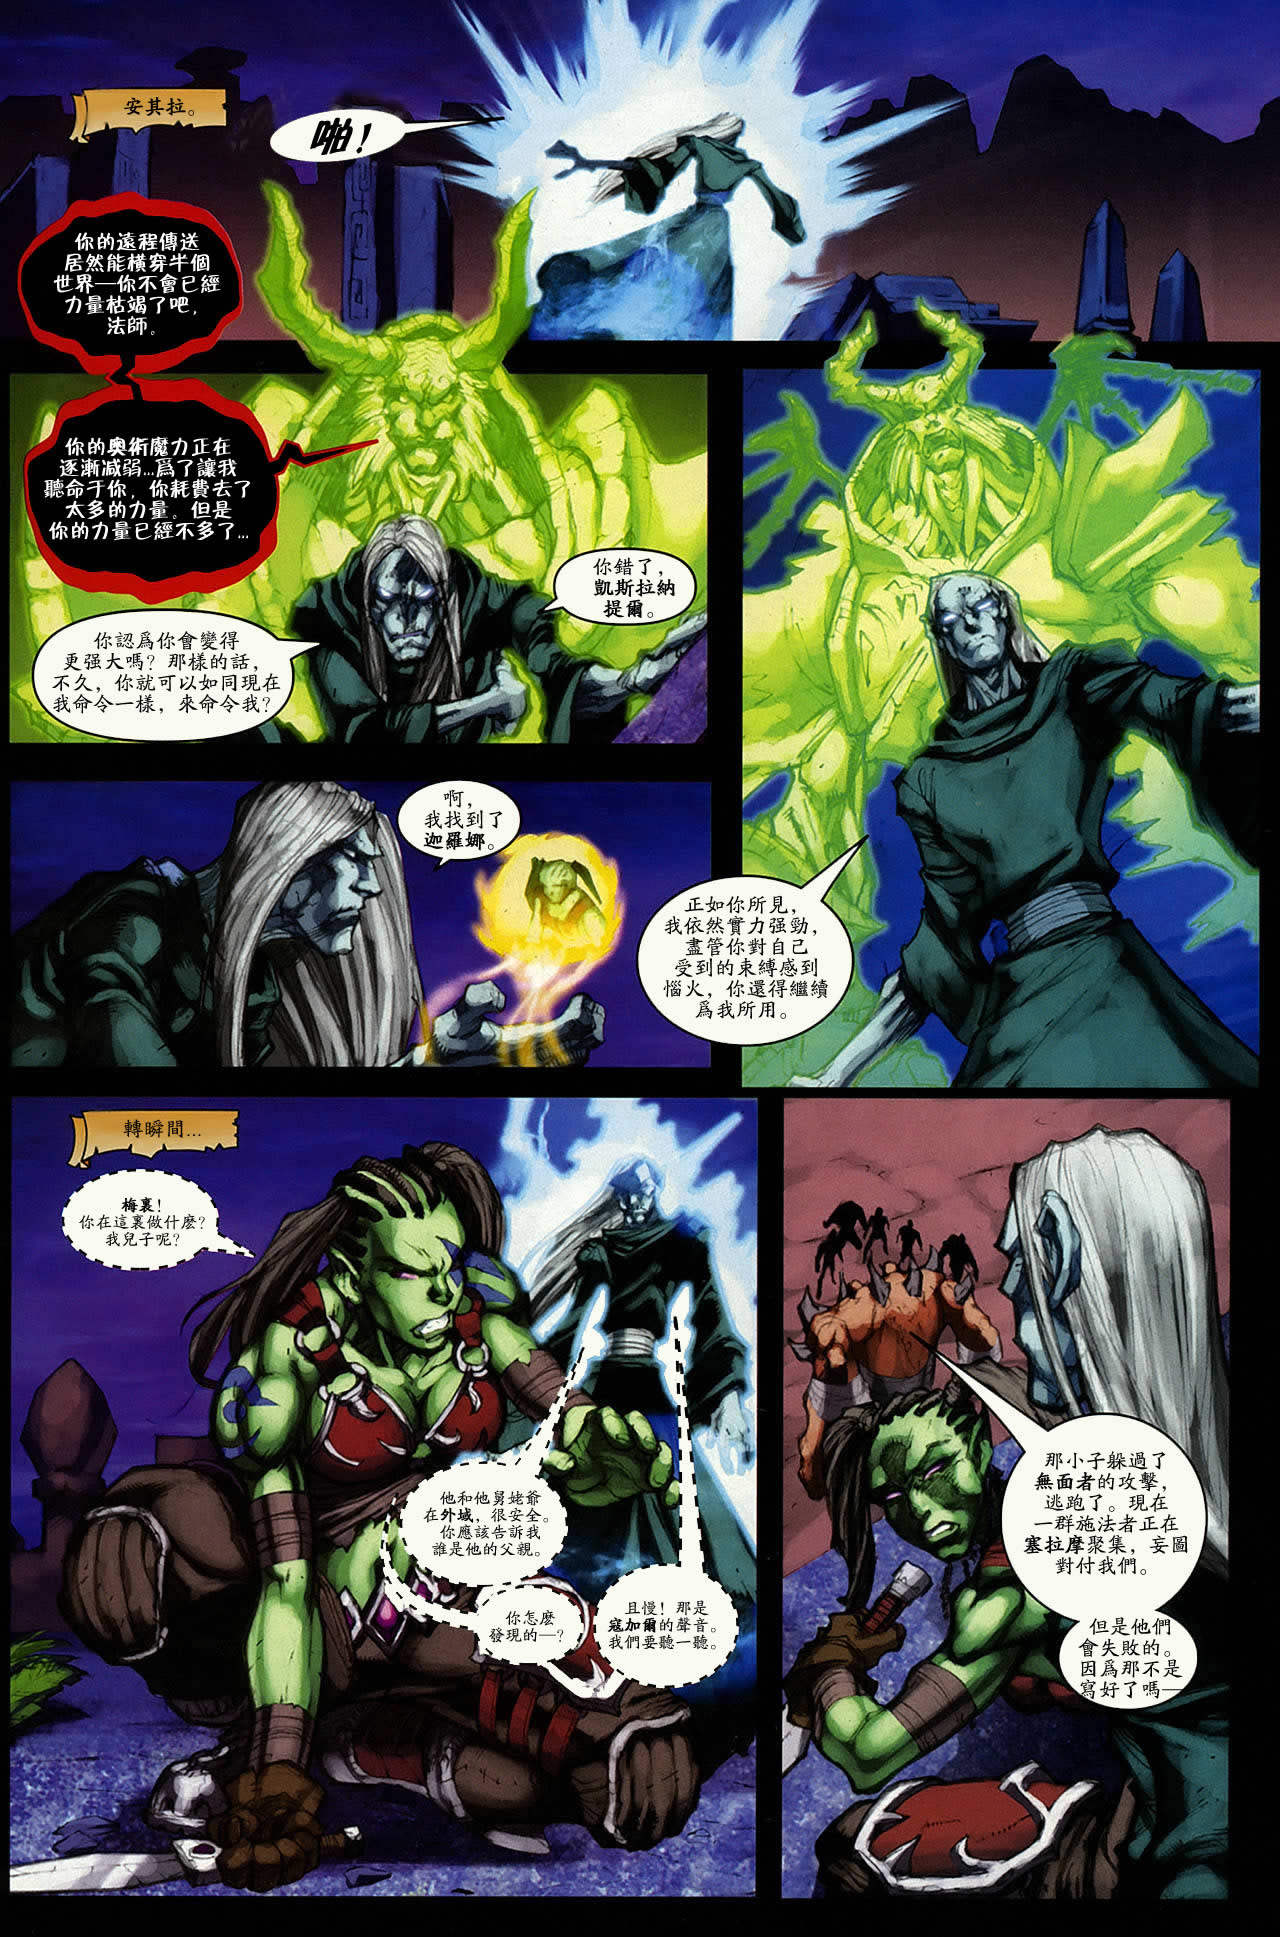 安其拉。
啪！
你的遠程傳送
居然能橫穿半個
世界—你不會已經
力量枯竭了吧，
法師。
你的奧術魔力正在
逐漸减弱...爲了讓我
聽命于你，你耗費去了
太多的力量。但是
你的力量已經不多了...
你錯了，
凱斯拉納
提爾。
你認爲你會變得
更强大嗎？那樣的話，
不久，你就可以如同現在
我命令一樣，來命令我？
正如你所見，
我依然實力强勁，
盡管你對自己
受到的束縛感到
惱火，你還得繼續
爲我所用。
啊，
我找到了
迦羅娜。
轉瞬間...
梅裏！
你在這裏做什麽？
我兒子呢？
他和他舅姥爺
在外域，很安全。
你應該告訴我
誰是他的父親。
你怎麽
發現的—？
且慢！那是
寇加爾的聲音。
我們要聽一聽。
那小子躲過了
無面者的攻擊，
逃跑了。現在
一群施法者正在
塞拉摩聚集，妄圖
對付我們。
但是他們
會失敗的。
因爲那不是
寫好了嗎—